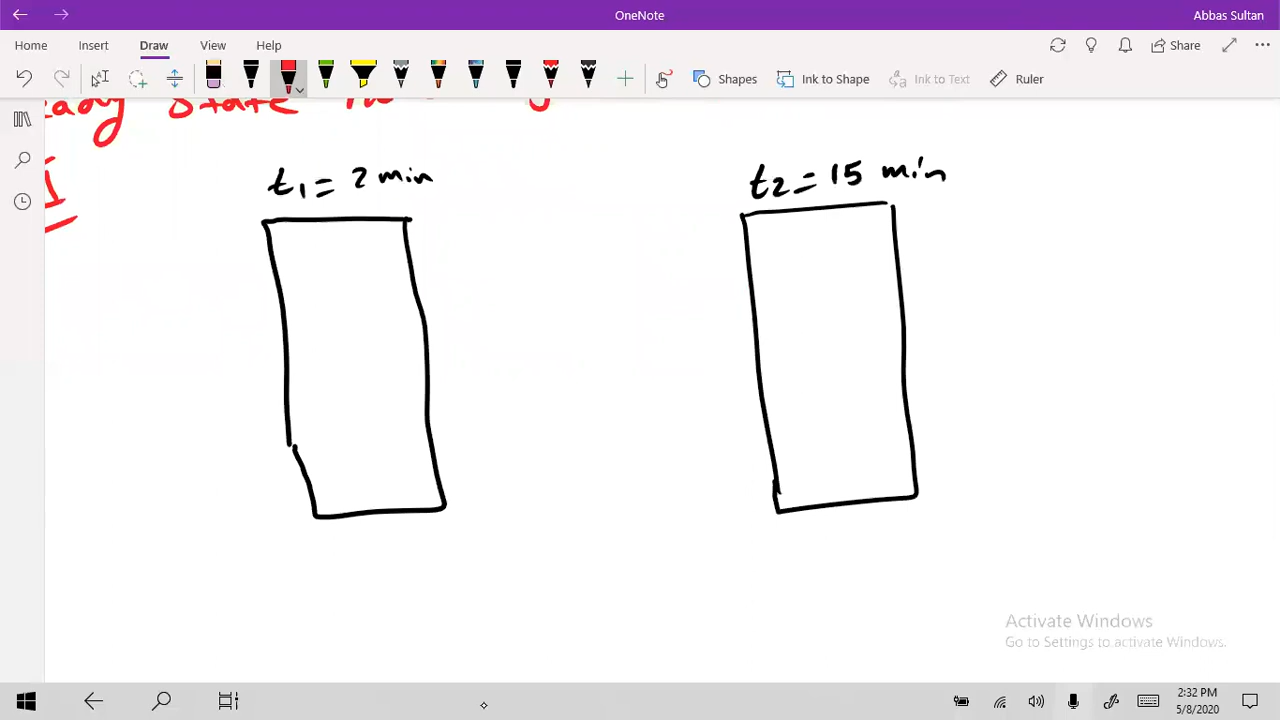 OneNote
Abbas Sultan
Home Insert Draw View Help
Share
Shapes Ink to Shape Ink to Text Ruler
State
I
t1 = 2 min
t2 = 15 min
Activate Windows
Go to Settings to activate Windows.
2:32 PM
5/8/2020